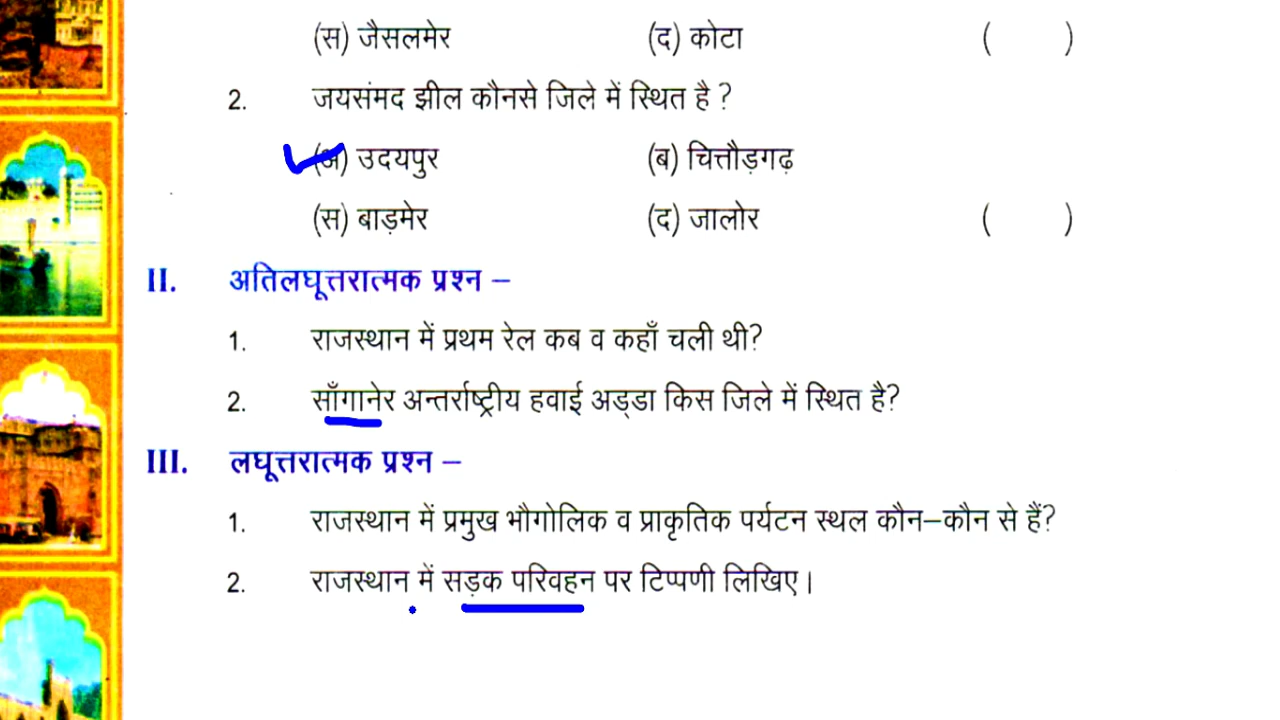 (स) जैसलमेर (द) कोटा ( )
2. जयसंमद झील कौनसे जिले में स्थित है ?
(अ) उदयपुर (ब) चित्तौड़गढ़
(स) बाड़मेर (द) जालोर ( )
II. अतिलघूत्तरात्मक प्रश्न –
1. राजस्थान में प्रथम रेल कब व कहाँ चली थी?
2. साँगानेर अन्तर्राष्ट्रीय हवाई अड्डा किस जिले में स्थित है?
III. लघूत्तरात्मक प्रश्न –
1. राजस्थान में प्रमुख भौगोलिक व प्राकृतिक पर्यटन स्थल कौन–कौन से हैं?
2. राजस्थान में सड़क परिवहन पर टिप्पणी लिखिए।